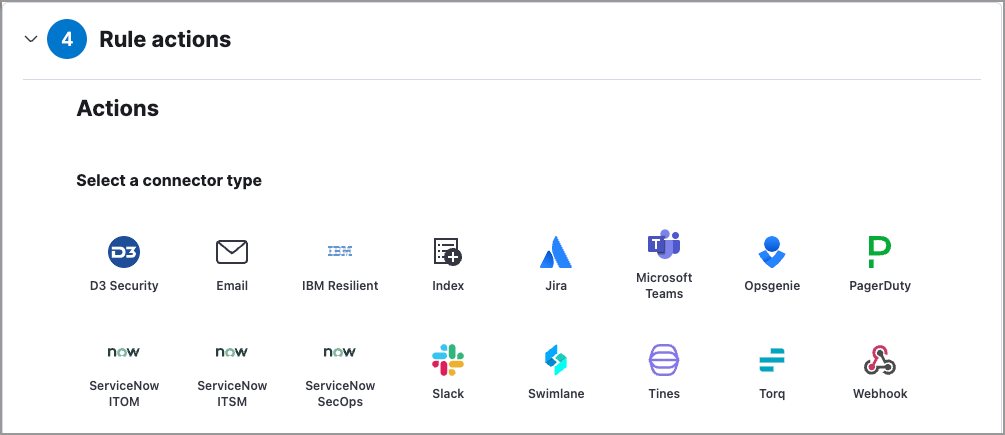 4 Rule actions
Actions
Select a connector type
D3
IBM
T
D3 Security Email IBM Resilient Index Jira Microsoft Teams Opsgenie PagerDuty
now now now
ServiceNow ITOM ServiceNow ITSM ServiceNow SecOps Slack Swimlane Tines Torq Webhook